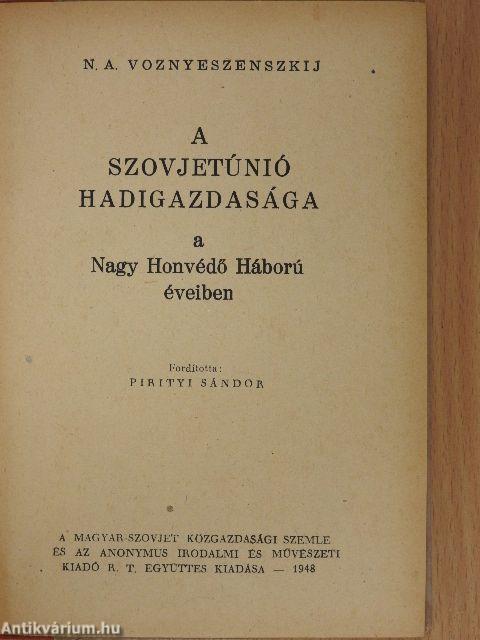 N. A. VOZNYESZENSZKIJ
A
SZOVJETÚNIÓ
HADIGAZDASÁGA
a
Nagy Honvédő Háború
éveiben
Fordította:
PIRITYI SÁNDOR
A MAGYAR-SZOVJET KÖZGAZDASÁGI SZEMLE
ÉS AZ ANONYMUS IRODALMI ÉS MŰVÉSZETI
KIADÓ R. T. EGYÜTTES KIADÁSA — 1948
Antikvárium.hu